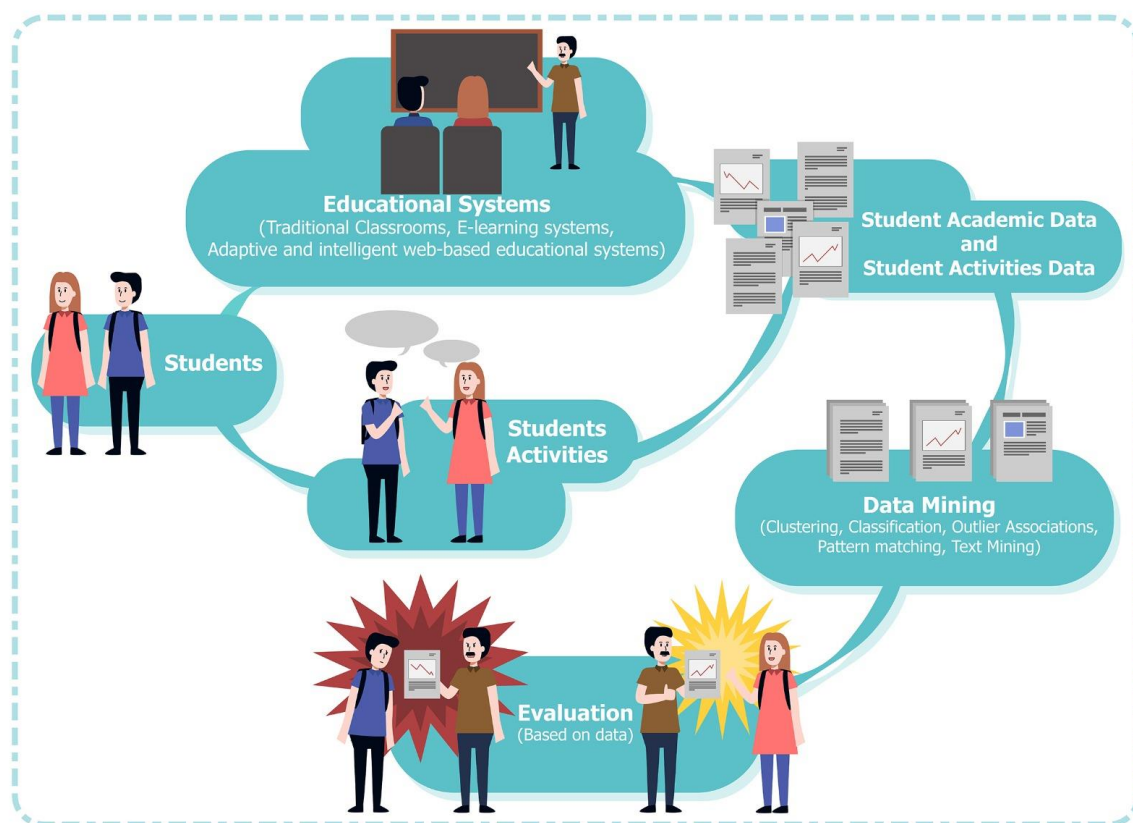 Educational Systems
(Traditional Classrooms, E-learning systems,
Adaptive and intelligent web-based educational systems)
Student Academic Data
and
Student Activities Data
Students
Students
Activities
Data Mining
(Clustering, Classification, Outlier Associations,
Pattern matching, Text Mining)
Evaluation
(Based on data)